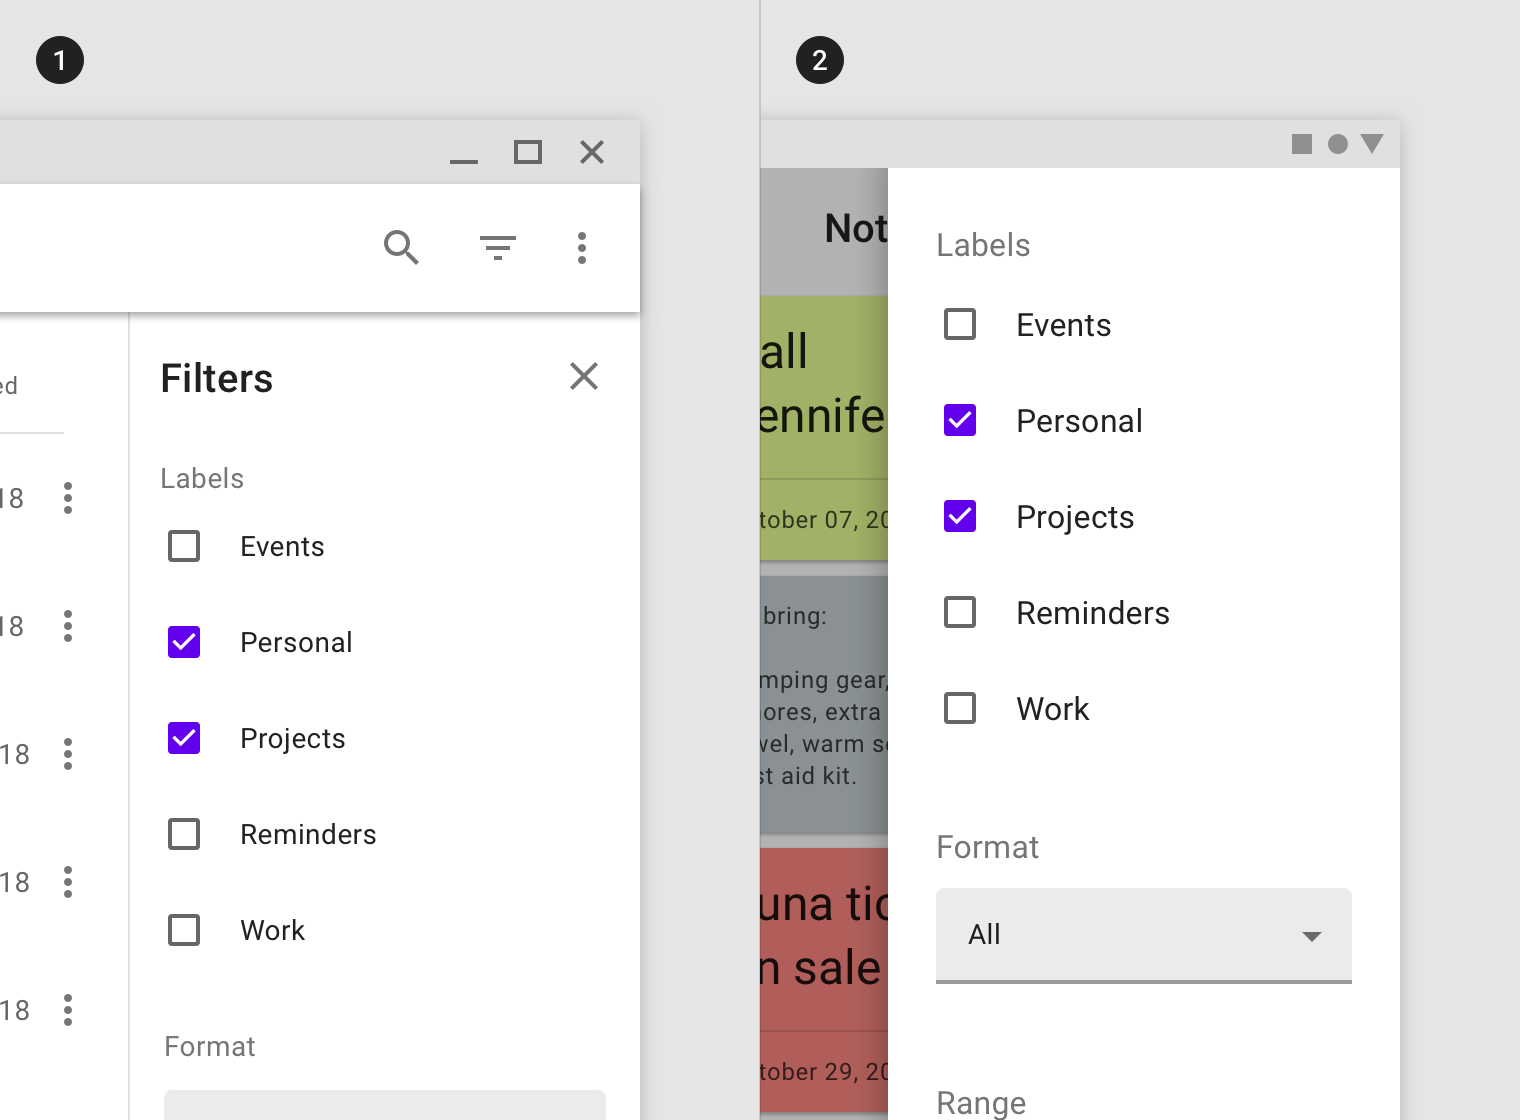 1
ed
18
18
18
18
18
Filters
Labels
Events
Personal
Projects
Reminders
Work
Format
2
Not
all
ennife
tober 07, 20
bring:
mping gear,
ores, extra
wel, warm s
st aid kit.
una tic
n sale
tober 29, 20
Labels
Events
Personal
Projects
Reminders
Work
Format
All
Range